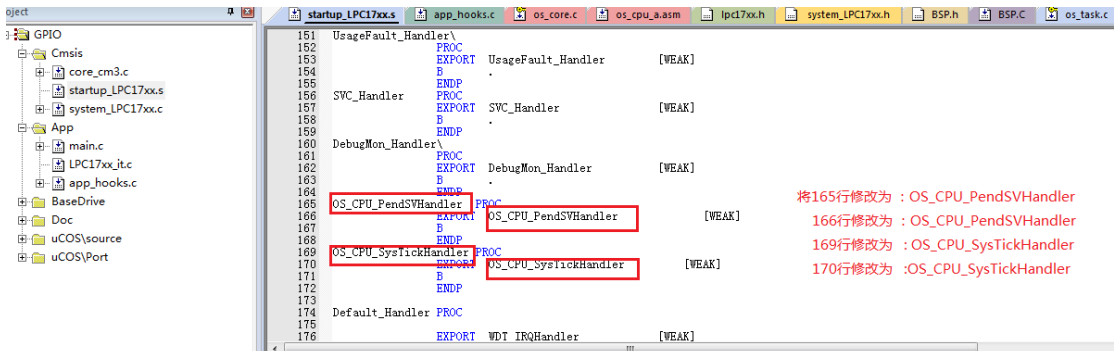 oject
startup_LPC17xx.s app_hooks.c os_core.c os_cpu_a.asm lpc17xx.h system_LPC17xx.h BSP.h BSP.C os_task.c
GPIO
Cmsis
core_cm3.c
startup_LPC17xx.s
system_LPC17xx.c
App
main.c
LPC17xx_it.c
app_hooks.c
BaseDrive
Doc
uCOS\source
uCOS\Port
151 UsageFault_Handler\
152 PROC
153 EXPORT UsageFault_Handler [WEAK]
154 B .
155 ENDP
156 SVC_Handler PROC
157 EXPORT SVC_Handler [WEAK]
158 B .
159 ENDP
160 DebugMon_Handler\
161 PROC
162 EXPORT DebugMon_Handler [WEAK]
163 B .
164 ENDP
165 OS_CPU_PendSVHandler PROC
166 EXPORT OS_CPU_PendSVHandler [WEAK]
167 B .
168 ENDP
169 OS_CPU_SysTickHandler PROC
170 EXPORT OS_CPU_SysTickHandler [WEAK]
171 B .
172 ENDP
173
174 Default_Handler PROC
175
176 EXPORT WDT_IRQHandler [WEAK]
将165行修改为 : OS_CPU_PendSVHandler
166行修改为 : OS_CPU_PendSVHandler
169行修改为 : OS_CPU_SysTickHandler
170行修改为 :OS_CPU_SysTickHandler